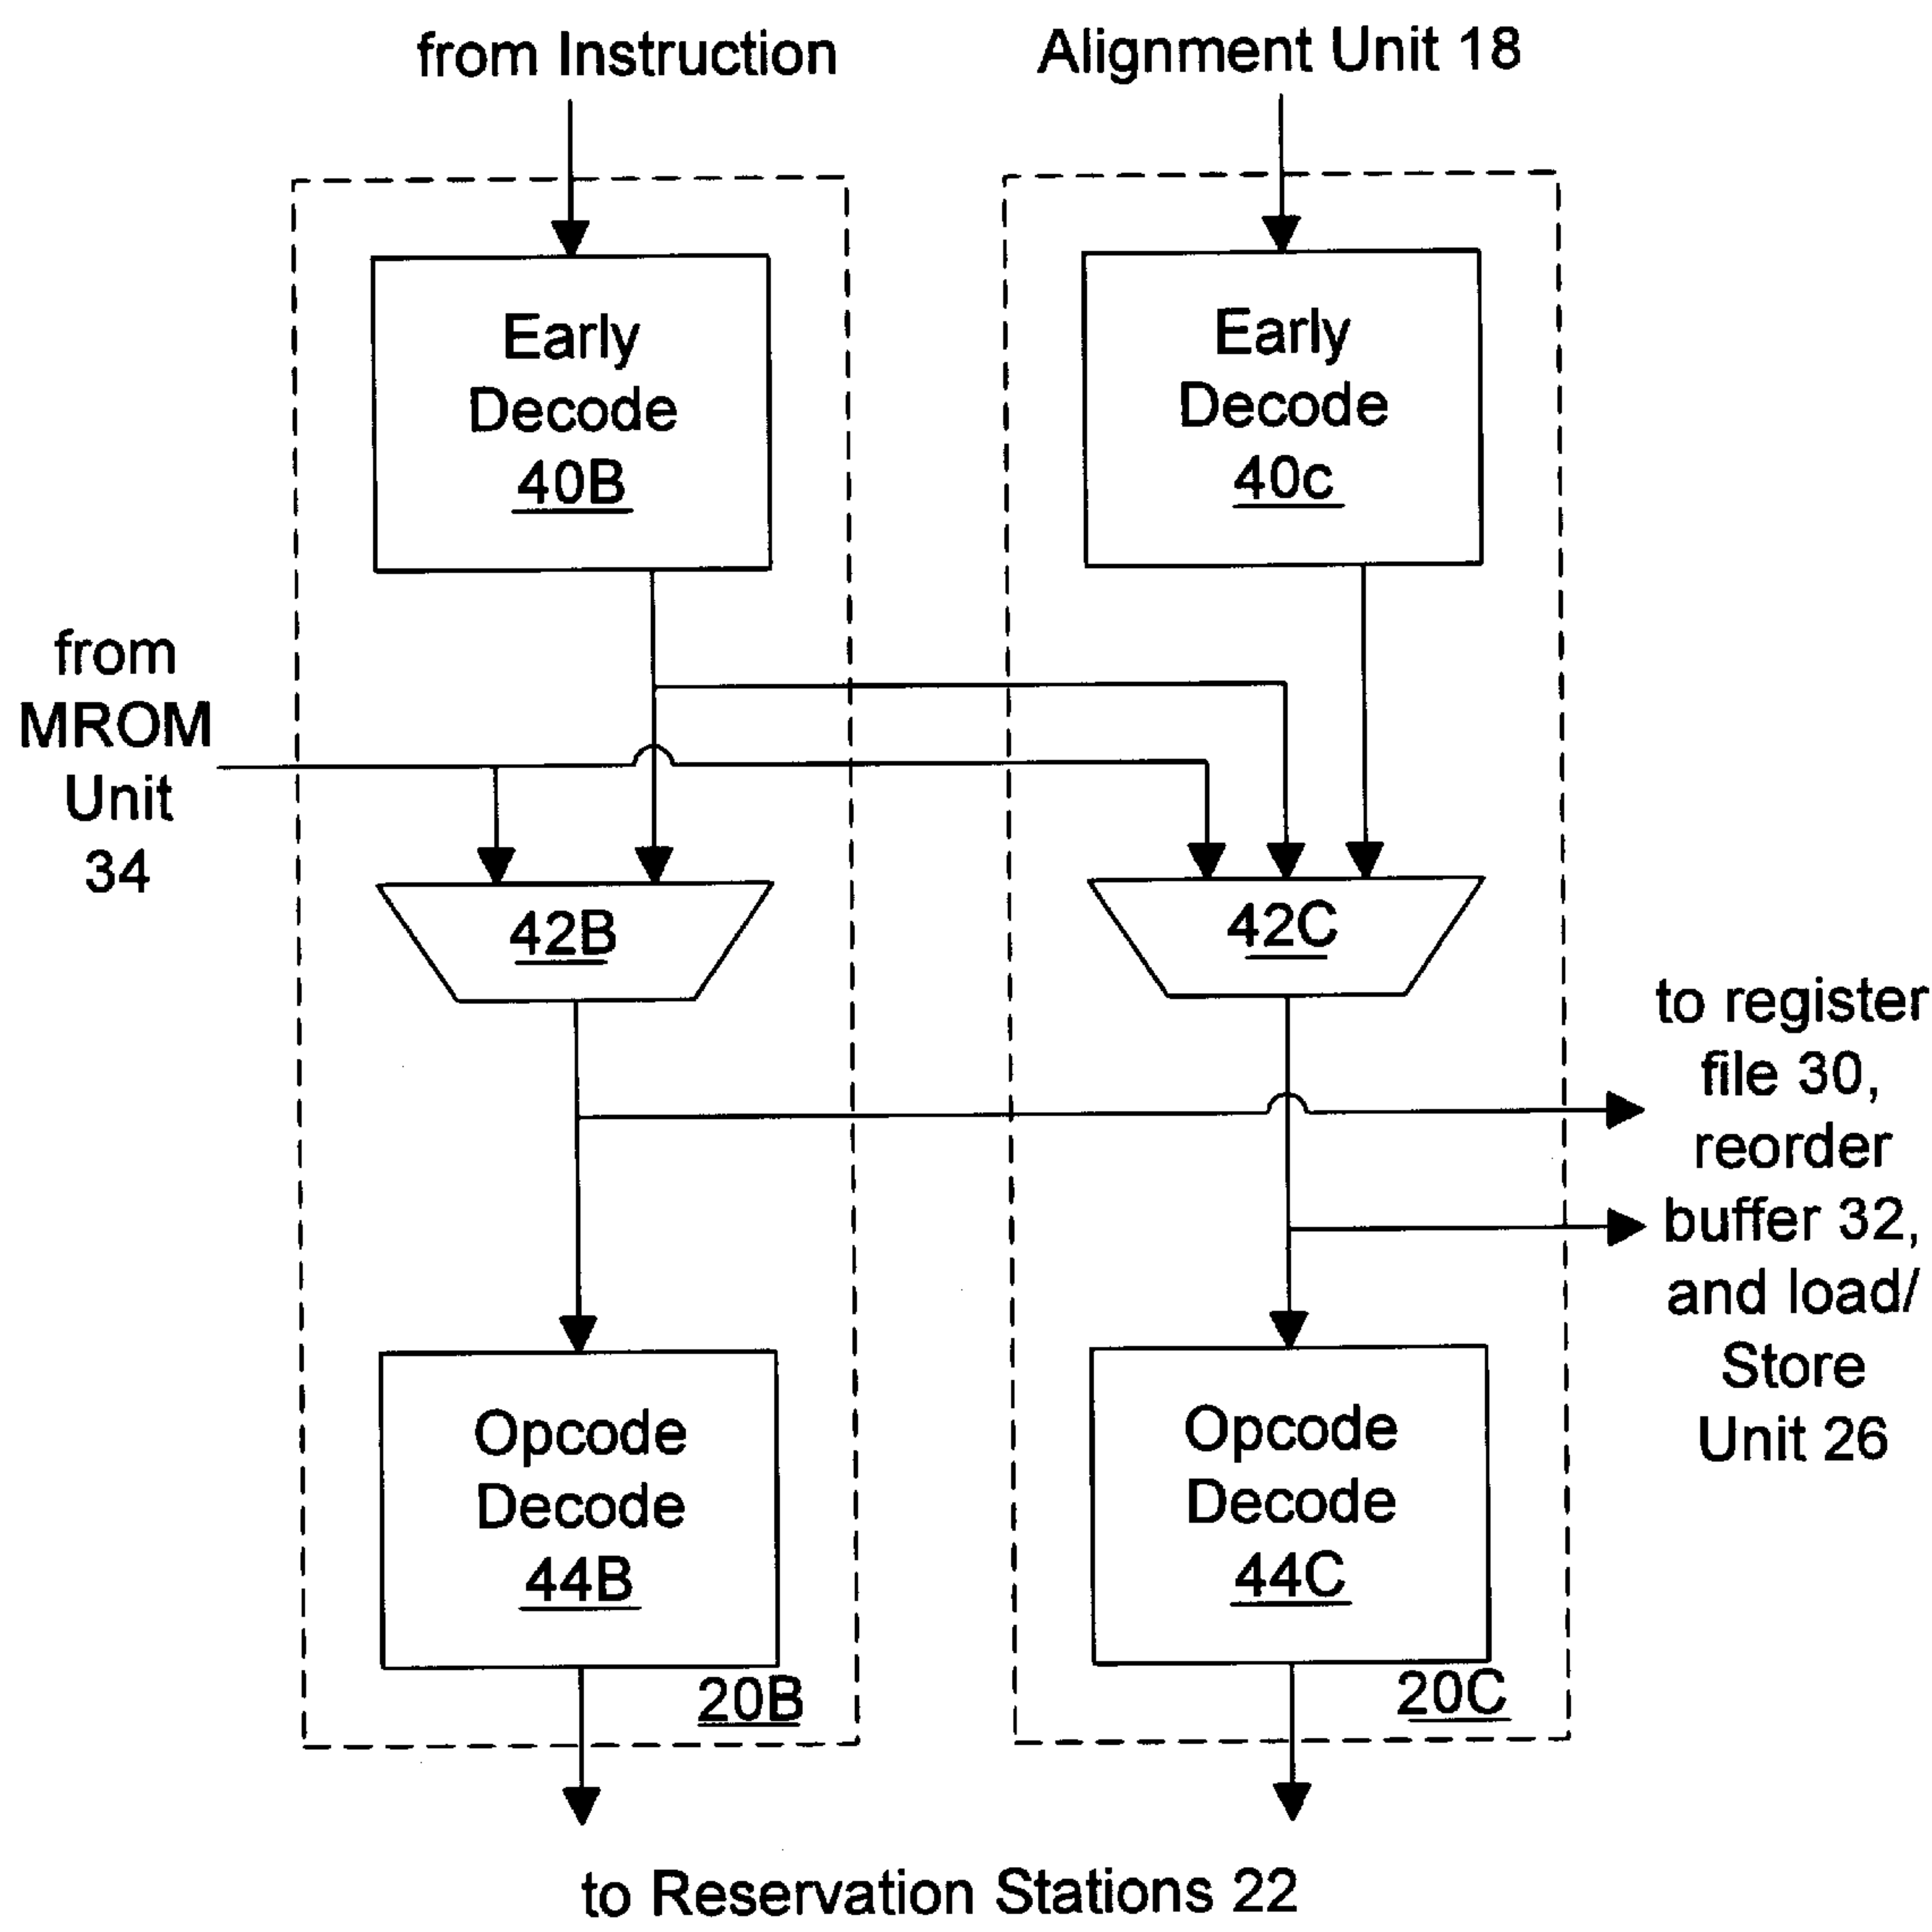 from Instruction
Alignment Unit 18
Early
Decode
40B
Early
Decode
40c
from
MROM
Unit
34
42B
42C
to register
file 30,
reorder
buffer 32,
and load/
Store
Unit 26
Opcode
Decode
44B
Opcode
Decode
44C
20B
20C
to Reservation Stations 22